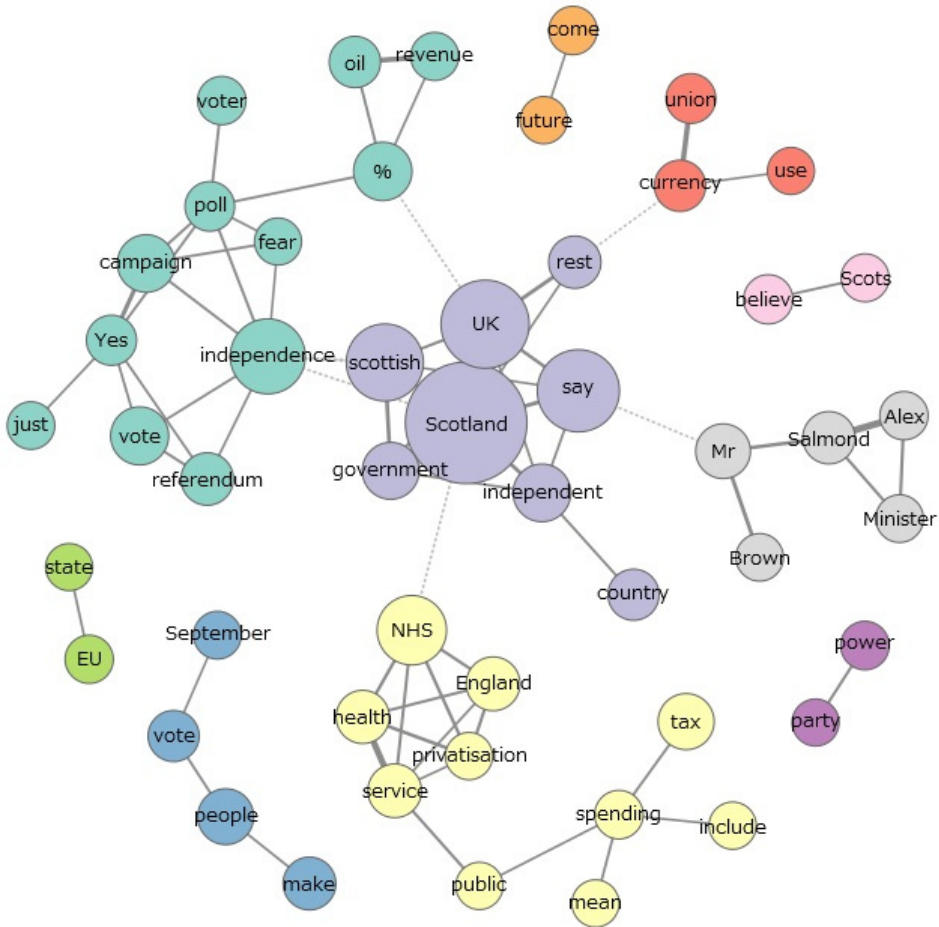 come
oil
revenue
voter
union
future
%
use
currency
poll
fear
campaign
rest
Scots
believe
UK
Yes
independence
scottish
say
Alex
just
vote
Scotland
Mr
Salmond
government
referendum
independent
Minister
Brown
state
country
September
NHS
power
EU
England
health
tax
party
vote
privatisation
service
people
spending
include
make
public
mean